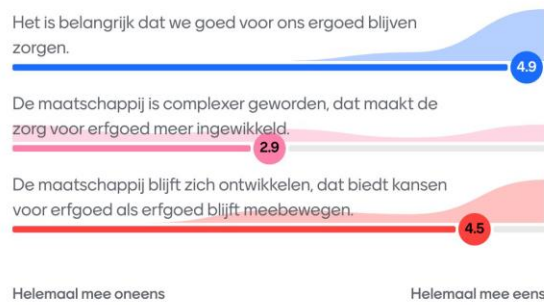 Het is belangrijk dat we goed voor ons ergoed blijven
zorgen.
4.9
De maatschappij is complexer geworden, dat maakt de
zorg voor erfgoed meer ingewikkeld.
2.9
De maatschappij blijft zich ontwikkelen, dat biedt kansen
voor erfgoed als erfgoed blijft meebewegen.
4.5
Helemaal mee oneens
Helemaal mee eens